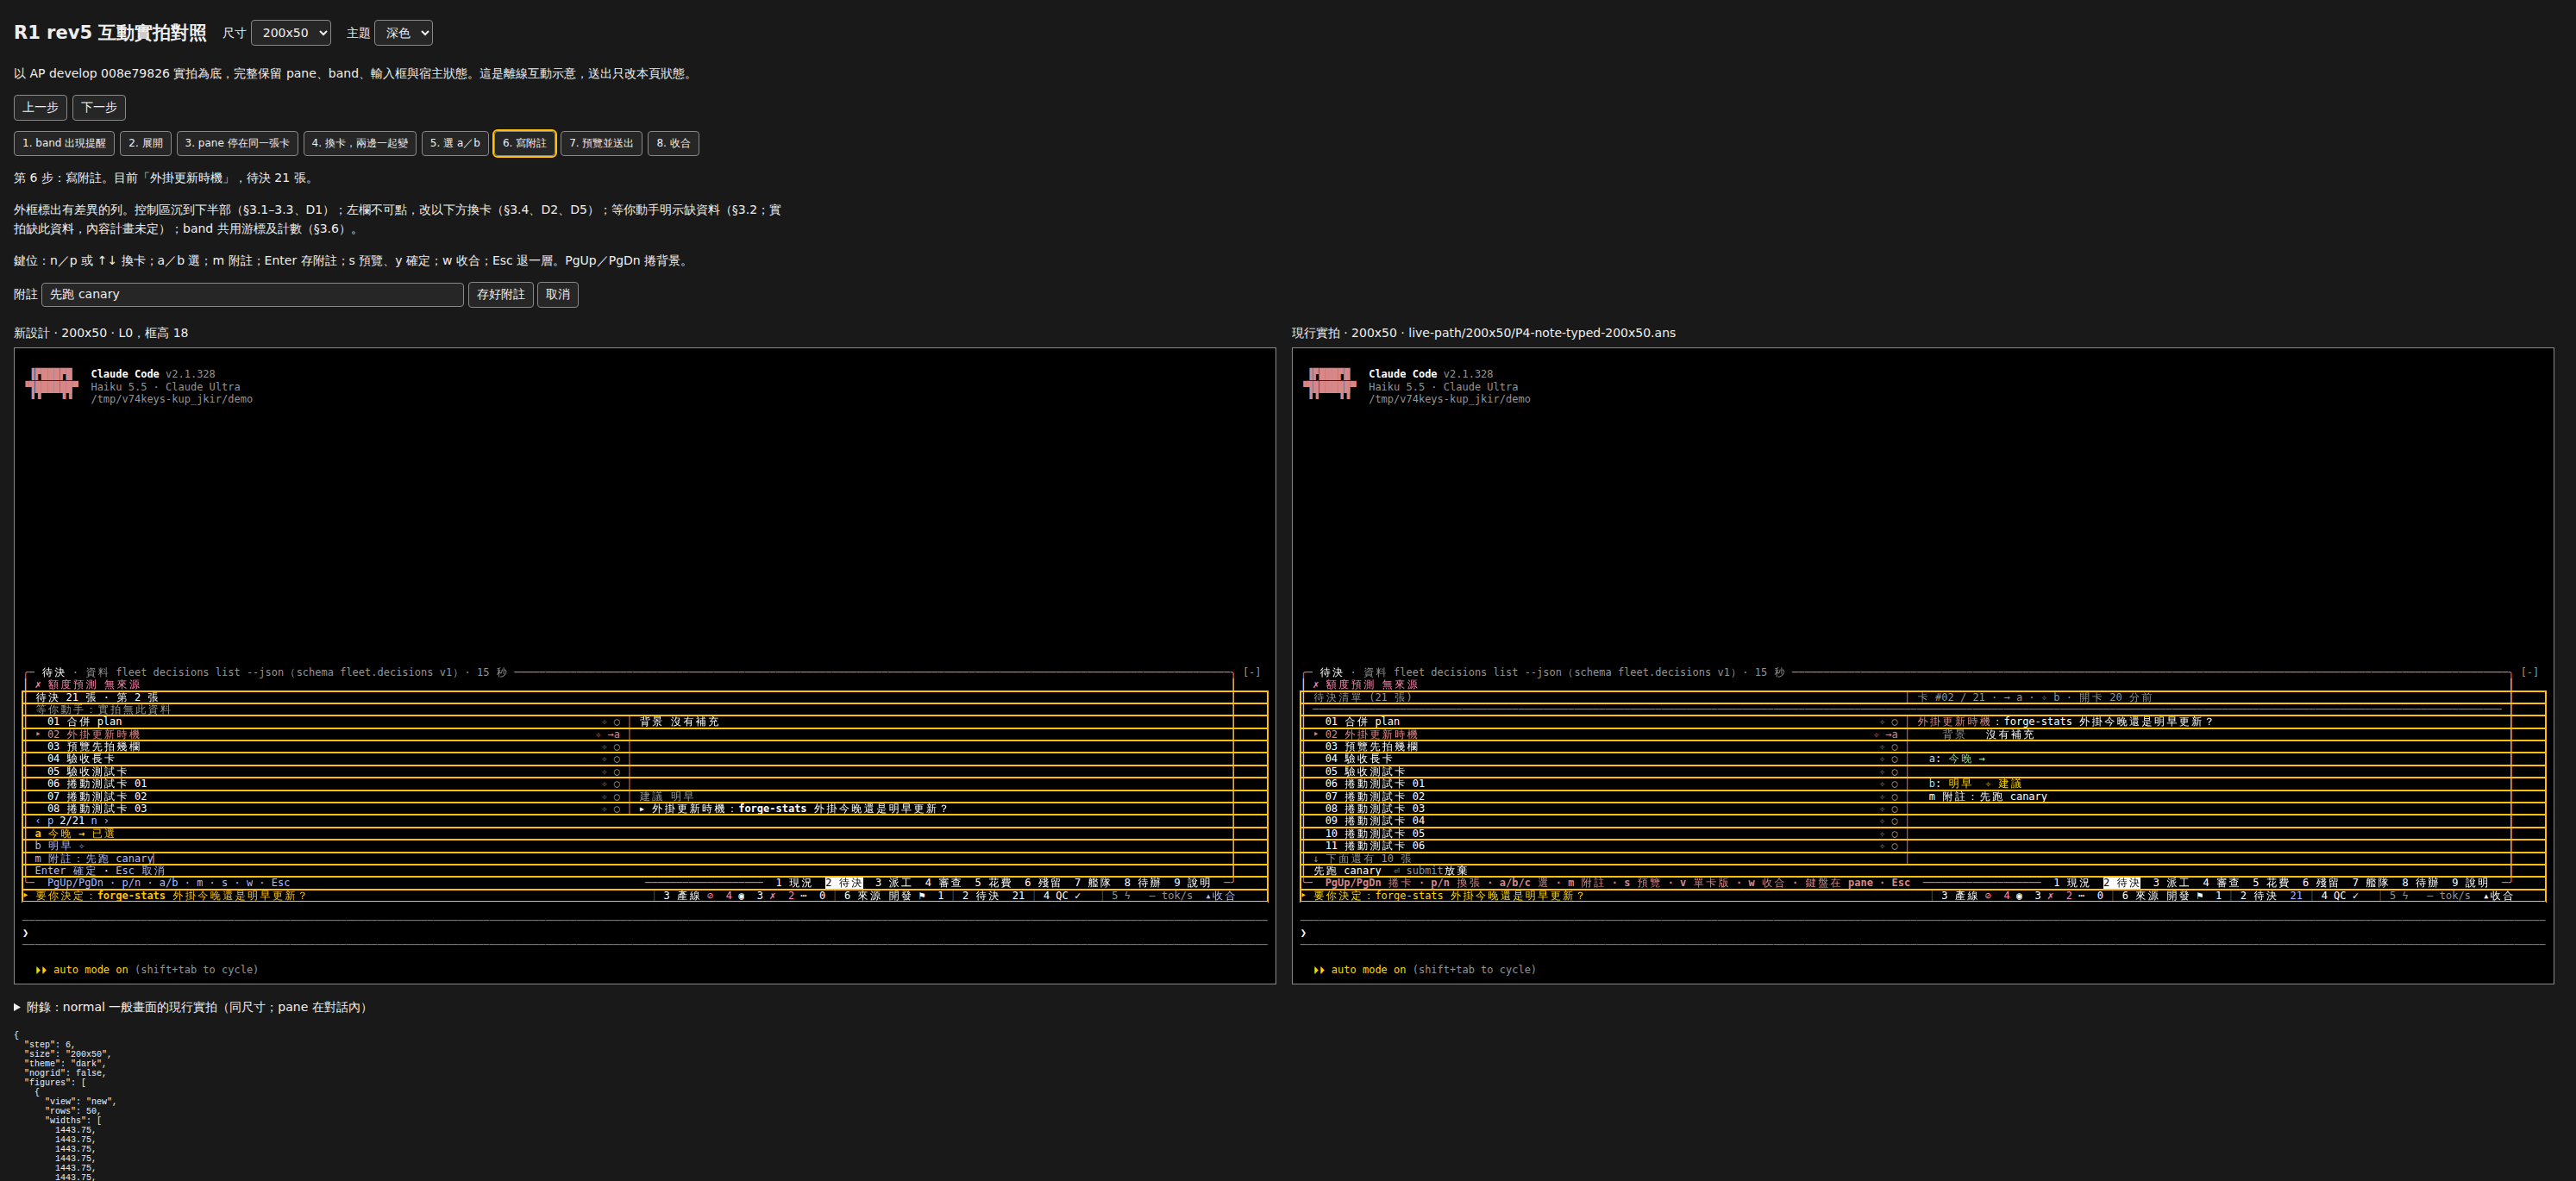 R1 rev5 互動實拍對照 尺寸 200x50 主題 深色
以 AP develop 008e79826 實拍為底，完整保留 pane、band、輸入框與宿主狀態。這是離線互動示意，送出只改本頁狀態。
上一步 下一步
1. band 出現提醒 2. 展開 3. pane 停在同一張卡 4. 換卡，兩邊一起變 5. 選 a／b 6. 寫附註 7. 預覽並送出 8. 收合
第 6 步：寫附註。目前「外掛更新時機」，待決 21 張。
外框標出有差異的列。控制區沉到下半部（§3.1–3.3、D1）；左欄不可點，改以下方換卡（§3.4、D2、D5）；等你動手明示缺資料（§3.2；實
拍缺此資料，內容計畫未定）；band 共用游標及計數（§3.6）。
鍵位：n／p 或 ↑↓ 換卡；a／b 選；m 附註；Enter 存附註；s 預覽、y 確定；w 收合；Esc 退一層。PgUp／PgDn 捲背景。
附註 先跑 canary 存好附註 取消
新設計 · 200x50 · L0，框高 18
Claude Code v2.1.328
Haiku 5.5 · Claude Ultra
/tmp/v74keys-kup_jkir/demo
待決 · 資料 fleet decisions list --json（schema fleet.decisions v1）· 15 秒 [-]
✗ 額度預測 無來源
待決 21 張 · 第 2 張
等你動手：實拍無此資料
01 合併 plan ✧ ○ │ 背景 沒有補充
‣ 02 外掛更新時機 ✧ →a │
03 預覽先拍幾欄 ✧ ○ │
04 驗收長卡 ✧ ○ │
05 驗收測試卡 ✧ ○ │
06 捲動測試卡 01 ✧ ○ │
07 捲動測試卡 02 ✧ ○ │ 建議 明早
08 捲動測試卡 03 ✧ ○ │ ▸ 外掛更新時機：forge-stats 外掛今晚還是明早更新？
‹ p 2/21 n ›
a 今晚 → 已選
b 明早 ✧
m 附註：先跑 canary
Enter 確定 · Esc 取消
PgUp/PgDn · p/n · a/b · m · s · w · Esc 1 現況 2 待決 3 派工 4 審查 5 花費 6 殘留 7 艦隊 8 待辦 9 說明
▸ 要你決定：forge-stats 外掛今晚還是明早更新？ │ 3 產線 ⊘ 4 ◉ 3 ✗ 2 ⋯ 0 │ 6 來源 開發 ⚑ 1 │ 2 待決 21 │ 4 QC ✓ │ 5 ϟ — tok/s ▴收合
❯
⏵⏵ auto mode on (shift+tab to cycle)
現行實拍 · 200x50 · live-path/200x50/P4-note-typed-200x50.ans
Claude Code v2.1.328
Haiku 5.5 · Claude Ultra
/tmp/v74keys-kup_jkir/demo
待決 · 資料 fleet decisions list --json（schema fleet.decisions v1）· 15 秒 [-]
✗ 額度預測 無來源
待決清單 (21 張) │ 卡 #02 / 21 · → a · ✧ b · 開卡 20 分前
01 合併 plan ✧ ○ │ 外掛更新時機：forge-stats 外掛今晚還是明早更新？
‣ 02 外掛更新時機 ✧ →a │ 背景 沒有補充
03 預覽先拍幾欄 ✧ ○ │
04 驗收長卡 ✧ ○ │ a: 今晚 →
05 驗收測試卡 ✧ ○ │
06 捲動測試卡 01 ✧ ○ │ b: 明早 ✧ 建議
07 捲動測試卡 02 ✧ ○ │ m 附註：先跑 canary
08 捲動測試卡 03 ✧ ○ │
09 捲動測試卡 04 ✧ ○ │
10 捲動測試卡 05 ✧ ○ │
11 捲動測試卡 06 ✧ ○ │
↓ 下面還有 10 張 │
先跑 canary ⏎ submit放棄
PgUp/PgDn 捲卡 · p/n 換張 · a/b/c 選 · m 附註 · s 預覽 · v 單卡版 · w 收合 · 鍵盤在 pane · Esc 1 現況 2 待決 3 派工 4 審查 5 花費 6 殘留 7 艦隊 8 待辦 9 說明
▸ 要你決定：forge-stats 外掛今晚還是明早更新？ │ 3 產線 ⊘ 4 ◉ 3 ✗ 2 ⋯ 0 │ 6 來源 開發 ⚑ 1 │ 2 待決 21 │ 4 QC ✓ │ 5 ϟ — tok/s ▴收合
❯
⏵⏵ auto mode on (shift+tab to cycle)
▶ 附錄：normal 一般畫面的現行實拍（同尺寸；pane 在對話內）
{
"step": 6,
"size": "200x50",
"theme": "dark",
"nogrid": false,
"figures": [
{
"view": "new",
"rows": 50,
"widths": [
1443.75,
1443.75,
1443.75,
1443.75,
1443.75,
1443.75,